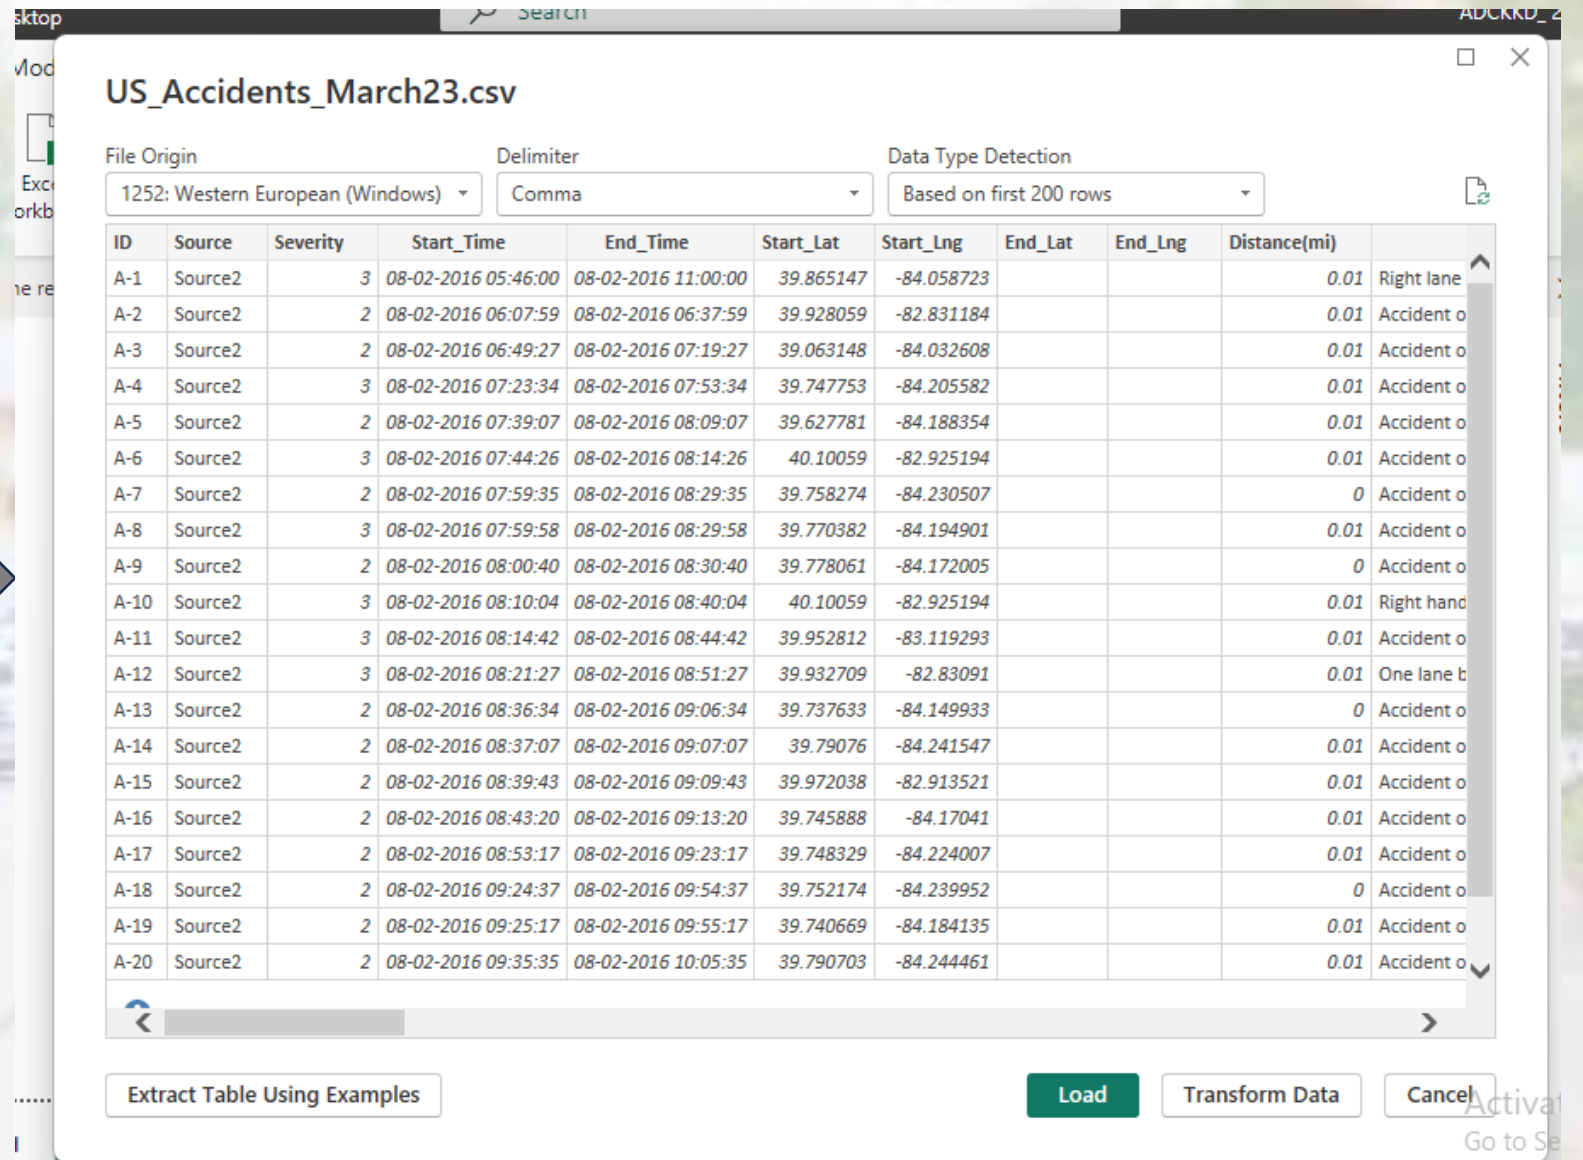 sktop
Search
ADCKKD_ 2
Mod
US_Accidents_March23.csv
File Origin Delimiter Data Type Detection
1252: Western European (Windows) Comma Based on first 200 rows
Exce
orkb
ID Source Severity Start_Time End_Time Start_Lat Start_Lng End_Lat End_Lng Distance(mi)
A-1 Source2 3 08-02-2016 05:46:00 08-02-2016 11:00:00 39.865147 -84.058723 0.01 Right lane
ne re
A-2 Source2 2 08-02-2016 06:07:59 08-02-2016 06:37:59 39.928059 -82.831184 0.01 Accident o
A-3 Source2 2 08-02-2016 06:49:27 08-02-2016 07:19:27 39.063148 -84.032608 0.01 Accident o
A-4 Source2 3 08-02-2016 07:23:34 08-02-2016 07:53:34 39.747753 -84.205582 0.01 Accident o
A-5 Source2 2 08-02-2016 07:39:07 08-02-2016 08:09:07 39.627781 -84.188354 0.01 Accident o
A-6 Source2 3 08-02-2016 07:44:26 08-02-2016 08:14:26 40.10059 -82.925194 0.01 Accident o
A-7 Source2 2 08-02-2016 07:59:35 08-02-2016 08:29:35 39.758274 -84.230507 0 Accident o
A-8 Source2 3 08-02-2016 07:59:58 08-02-2016 08:29:58 39.770382 -84.194901 0.01 Accident o
A-9 Source2 2 08-02-2016 08:00:40 08-02-2016 08:30:40 39.778061 -84.172005 0 Accident o
A-10 Source2 3 08-02-2016 08:10:04 08-02-2016 08:40:04 40.10059 -82.925194 0.01 Right hand
A-11 Source2 3 08-02-2016 08:14:42 08-02-2016 08:44:42 39.952812 -83.119293 0.01 Accident o
A-12 Source2 3 08-02-2016 08:21:27 08-02-2016 08:51:27 39.932709 -82.83091 0.01 One lane b
A-13 Source2 2 08-02-2016 08:36:34 08-02-2016 09:06:34 39.737633 -84.149933 0 Accident o
A-14 Source2 2 08-02-2016 08:37:07 08-02-2016 09:07:07 39.79076 -84.241547 0.01 Accident o
A-15 Source2 2 08-02-2016 08:39:43 08-02-2016 09:09:43 39.972038 -82.913521 0.01 Accident o
A-16 Source2 2 08-02-2016 08:43:20 08-02-2016 09:13:20 39.745888 -84.17041 0.01 Accident o
A-17 Source2 2 08-02-2016 08:53:17 08-02-2016 09:23:17 39.748329 -84.224007 0.01 Accident o
A-18 Source2 2 08-02-2016 09:24:37 08-02-2016 09:54:37 39.752174 -84.239952 0 Accident o
A-19 Source2 2 08-02-2016 09:25:17 08-02-2016 09:55:17 39.740669 -84.184135 0.01 Accident o
A-20 Source2 2 08-02-2016 09:35:35 08-02-2016 10:05:35 39.790703 -84.244461 0.01 Accident o
Extract Table Using Examples Load Transform Data Cancel
Activat
Go to Se